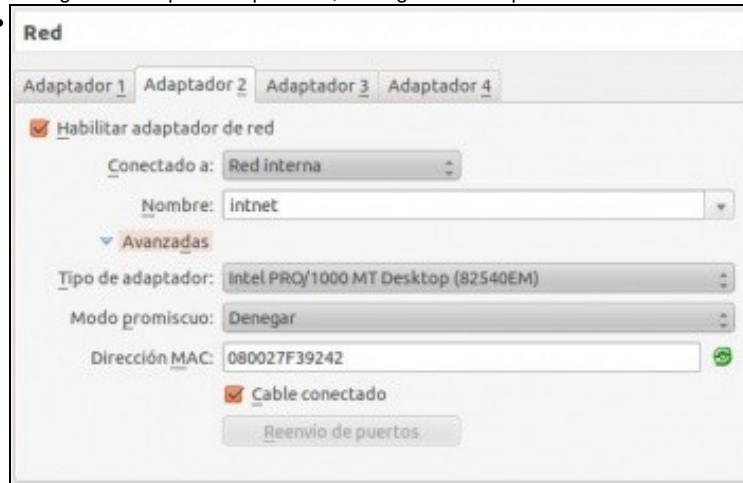 Red
Adaptador 1 Adaptador 2 Adaptador 3 Adaptador 4
Habilitar adaptador de red
Conectado a: Red interna
Nombre: intnet
Avanzadas
Tipo de adaptador: Intel PRO/1000 MT Desktop (82540EM)
Modo promiscuo: Denegar
Dirección MAC: 080027F39242
Cable conectado
Reenvío de puertos